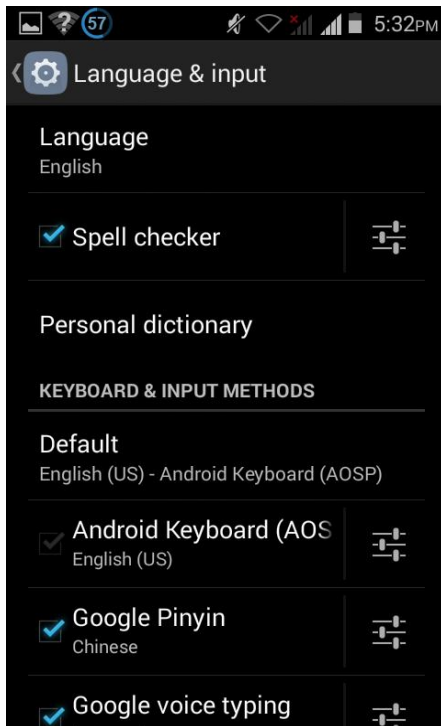 57 5:32PM
Language & input
Language
English
Spell checker
Personal dictionary
KEYBOARD & INPUT METHODS
Default
English (US) - Android Keyboard (AOSP)
Android Keyboard (AOS
English (US)
Google Pinyin
Chinese
Google voice typing